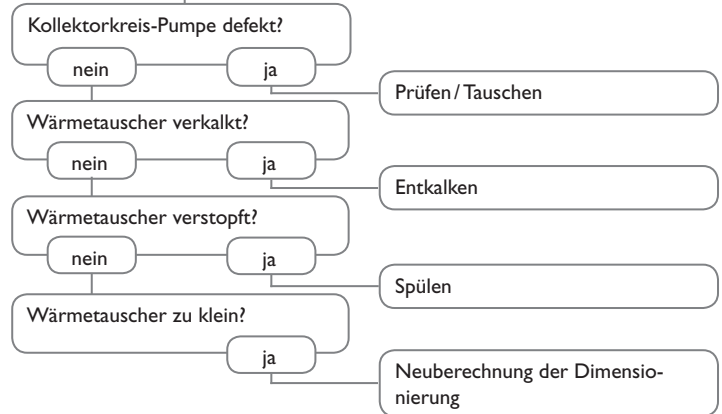 Kollektorkreis-Pumpe defekt?
nein ja
Prüfen / Tauschen
Wärmetauscher verkalkt?
nein ja
Entkalken
Wärmetauscher verstopft?
nein ja
Spülen
Wärmetauscher zu klein?
ja
Neuberechnung der Dimensio-
nierung